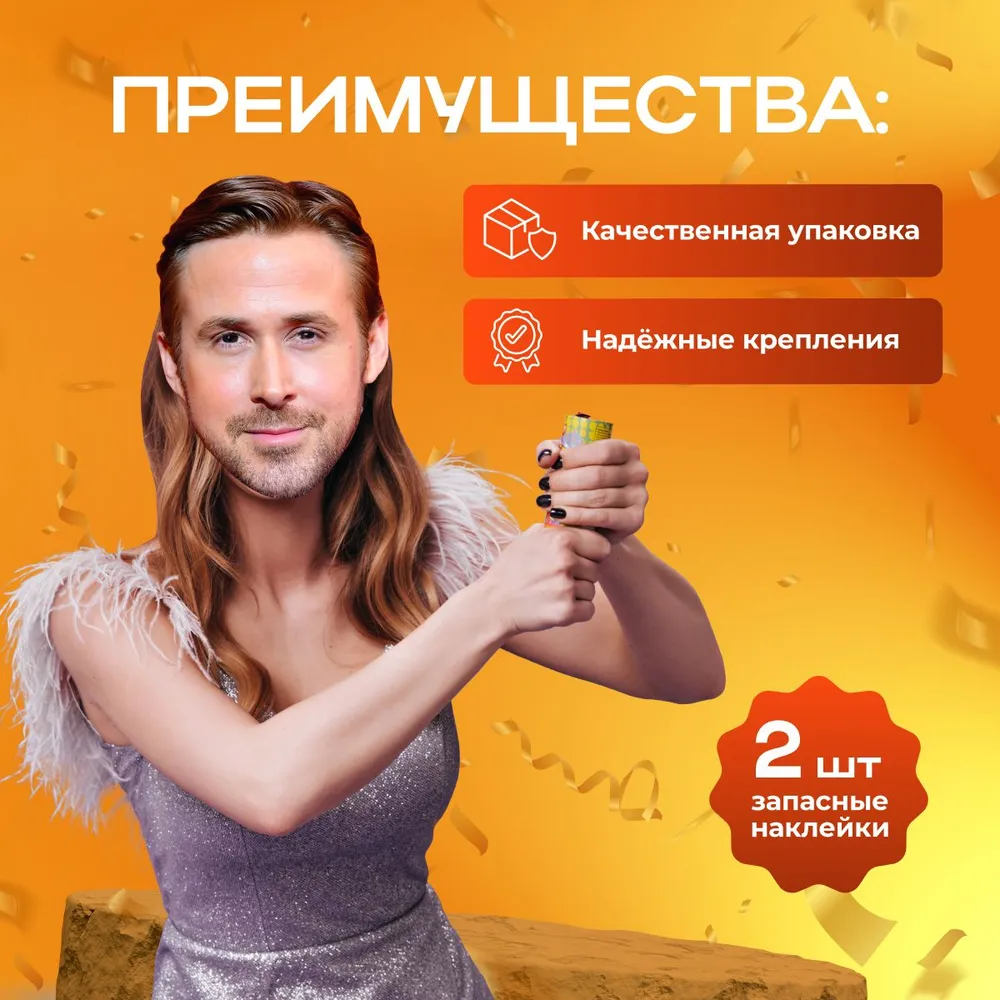 ПРЕИМУЩЕСТВА:
Качественная упаковка
Надёжные крепления
2 шт
запасные
наклейки